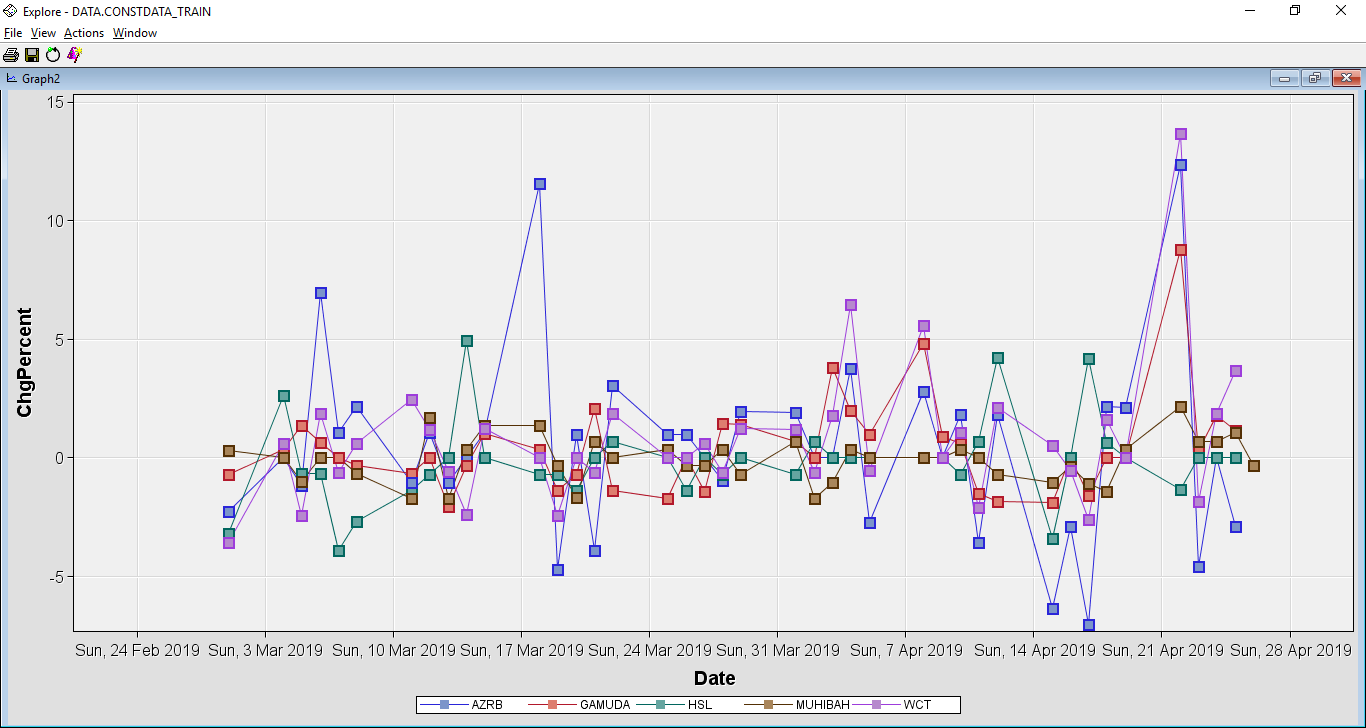 Explore - DATA.CONSTDATA_TRAIN
File View Actions Window
Graph2
15
10
5
0
-5
ChgPercent
Sun, 24 Feb 2019 Sun, 3 Mar 2019 Sun, 10 Mar 2019 Sun, 17 Mar 2019 Sun, 24 Mar 2019 Sun, 31 Mar 2019 Sun, 7 Apr 2019 Sun, 14 Apr 2019 Sun, 21 Apr 2019 Sun, 28 Apr 2019
Date
AZRB GAMUDA HSL MUHIBAH WCT